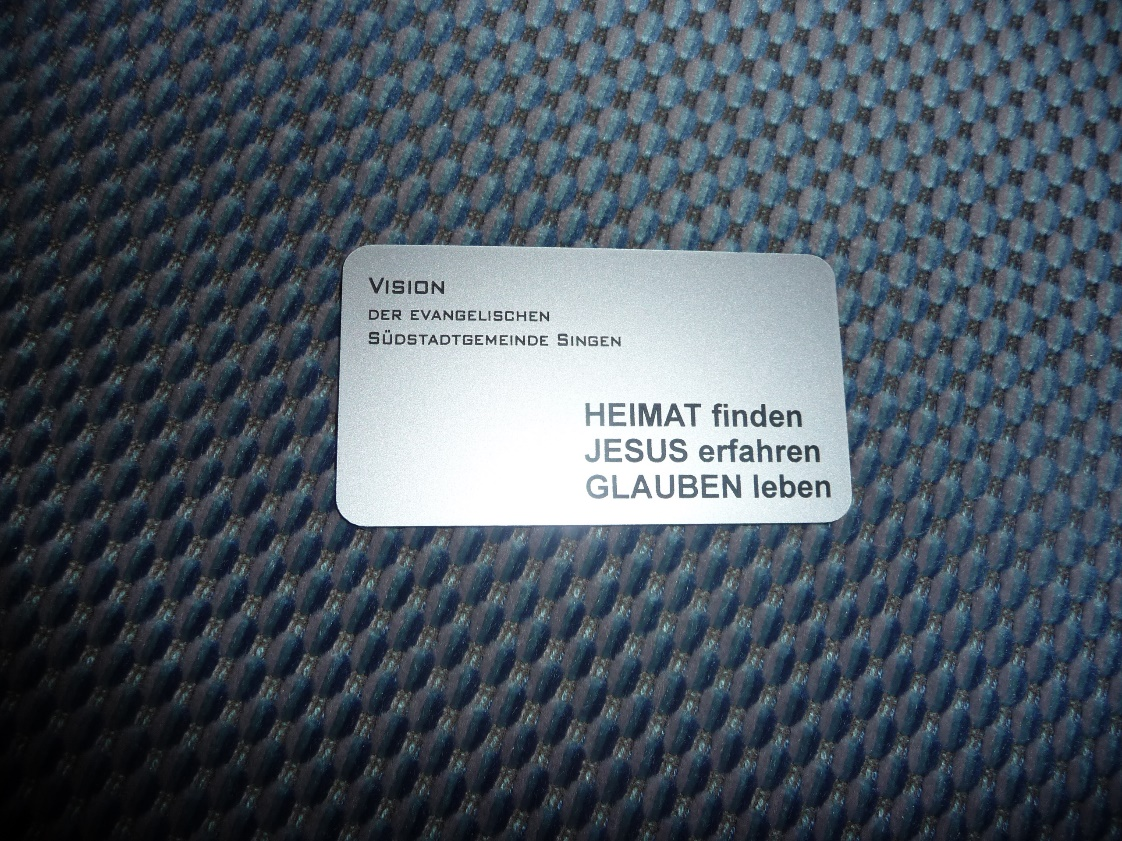 VISION
DER EVANGELISCHEN
SÜDSTADTGEMEINDE SINGEN
HEIMAT finden
JESUS erfahren
GLAUBEN leben